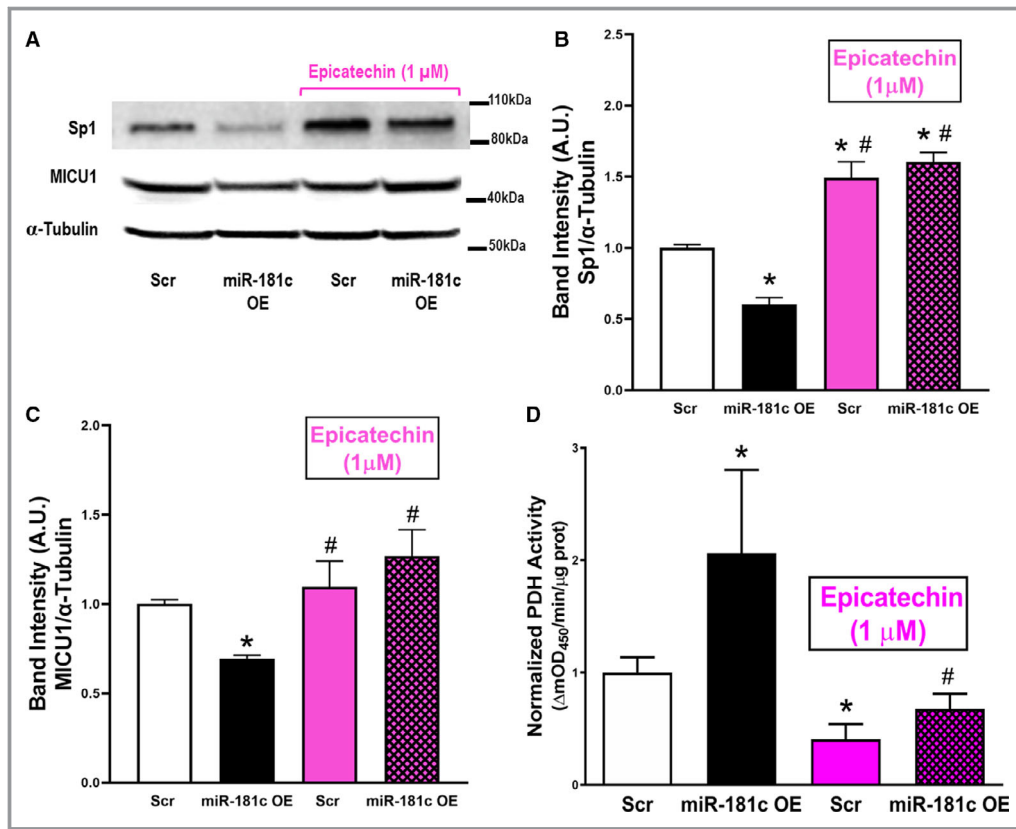 A
Epicatechin (1 µM)
110kDa
Sp1
80kDa
MICU1
40kDa
α-Tubulin
50kDa
Scr miR-181c Scr miR-181c
OE OE
B
Band Intensity (A.U.)
Sp1/α-Tubulin
2.5
2.0
1.5
1.0
0.5
0.0
Epicatechin
(1µM)
*
* #
* #
Scr miR-181c OE Scr miR-181c OE
C
Band Intensity (A.U.)
MICU1/α-Tubulin
2.0
1.5
1.0
0.5
0.0
Epicatechin
(1µM)
*
#
#
Scr miR-181c OE Scr miR-181c OE
D
Normalized PDH Activity
(ΔmOD450/min/µg prot)
3
2
1
0
*
Epicatechin
(1 µM)
*
#
Scr miR-181c OE Scr miR-181c OE